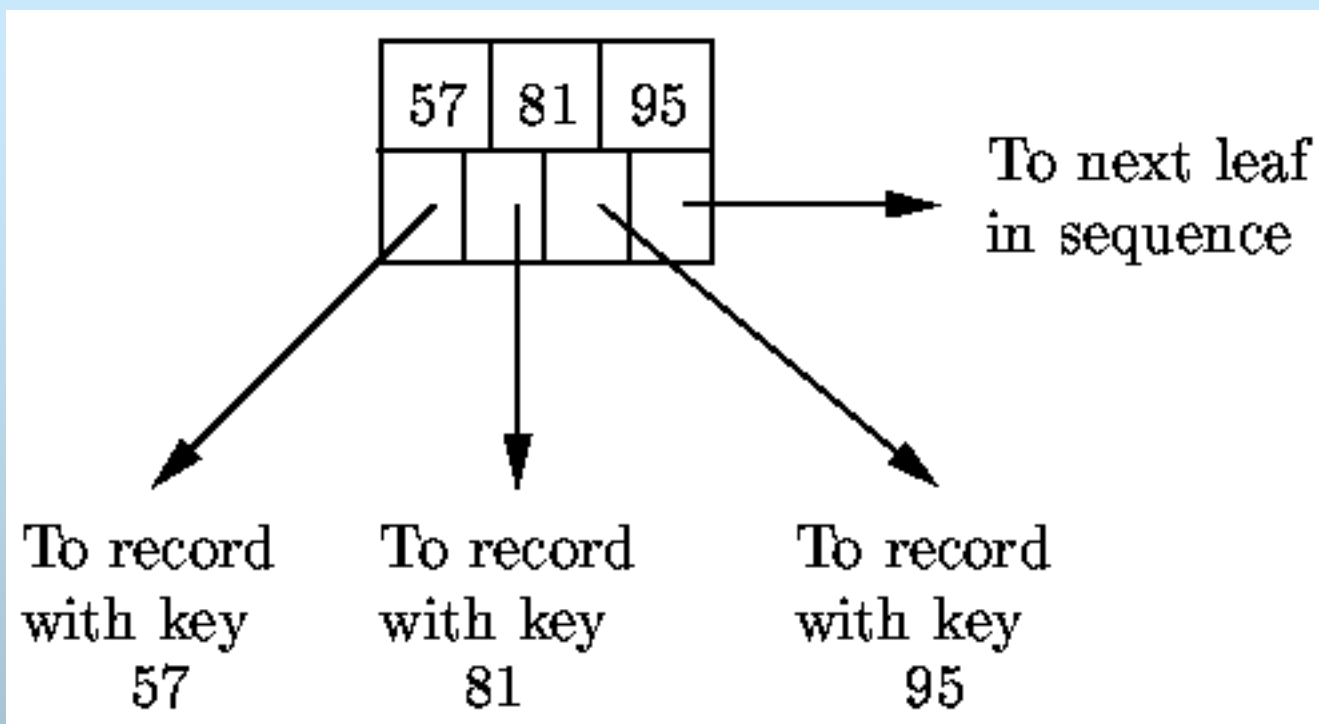 57 81 95
To next leaf
in sequence
To record
with key
57
To record
with key
81
To record
with key
95